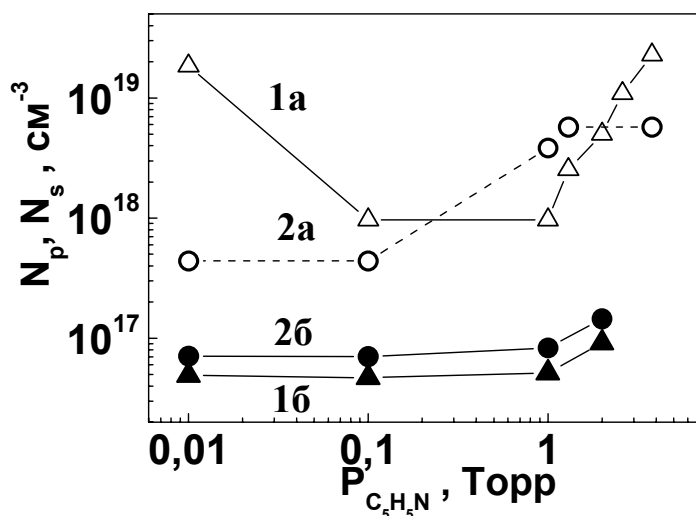 N_p, N_s , см^-3
10^19
10^18
10^17
1а
2а
2б
1б
0,01
0,1
1
P_C₅H₅N , Торр